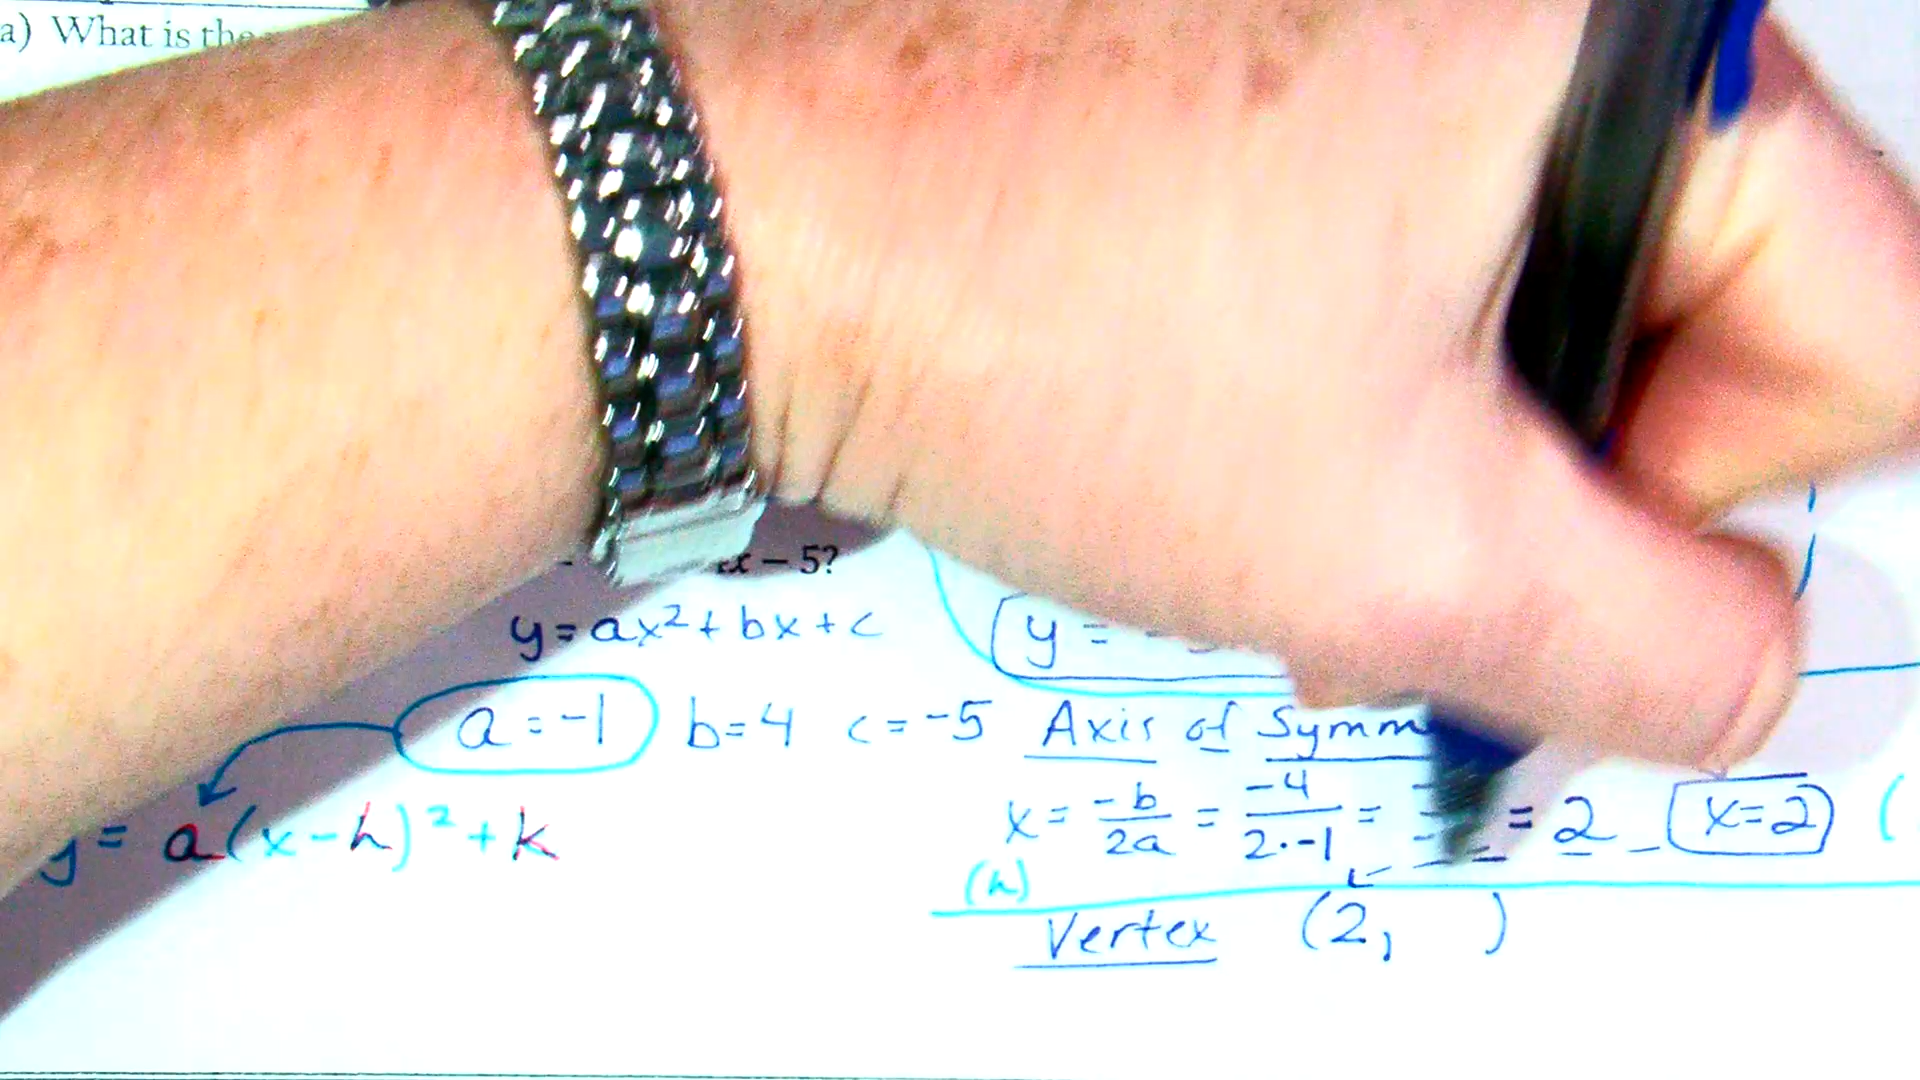 a) What is the
x – 5?
y = ax² + bx + c
y = -
a = -1 b = 4 c = -5
Axis of Symm
y = a(x - h)² + k
x = -b/2a = -4/2·-1 = = 2 x = 2 (
(h)
Vertex (2, )